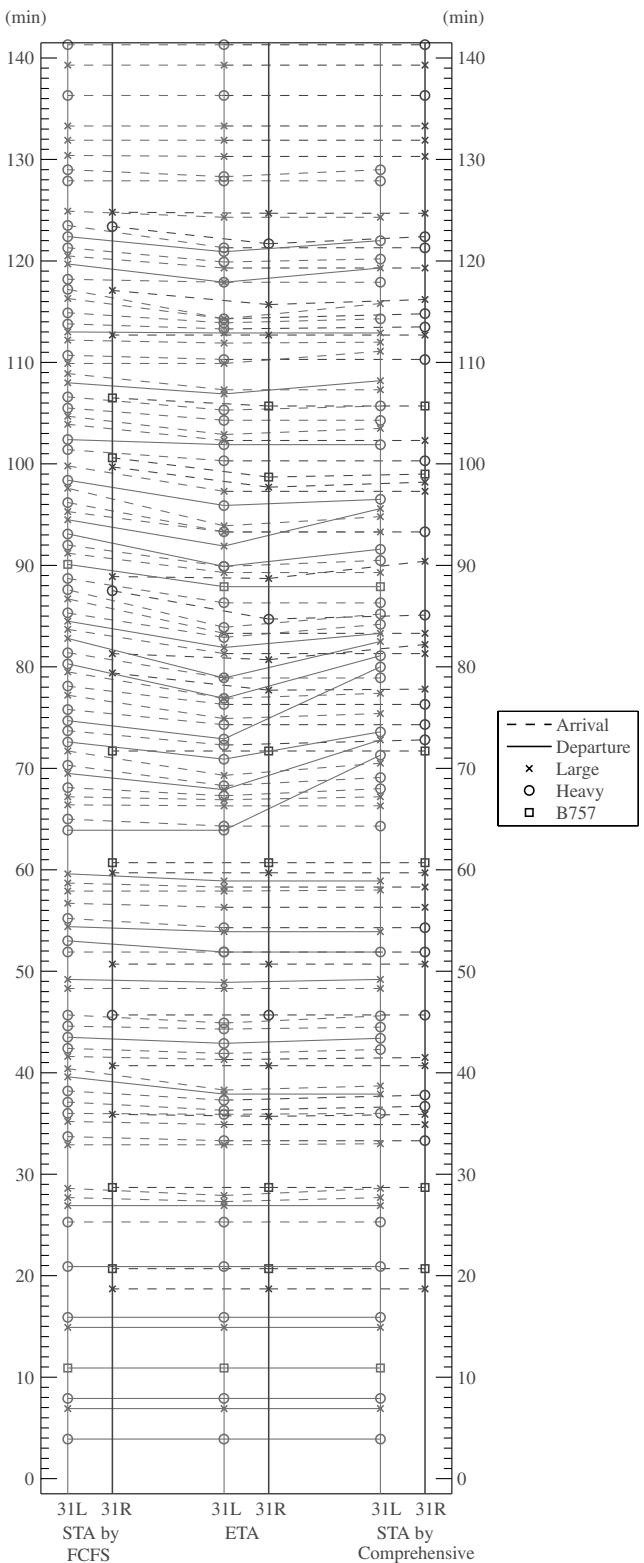 (min) (min)
140 140
130 130
120 120
110 110
100 100
90 90
80 80
70 70
60 60
50 50
40 40
30 30
20 20
10 10
0 0
Arrival
Departure
Large
Heavy
B757
31L 31R 31L 31R 31L 31R
STA by ETA STA by
FCFS Comprehensive